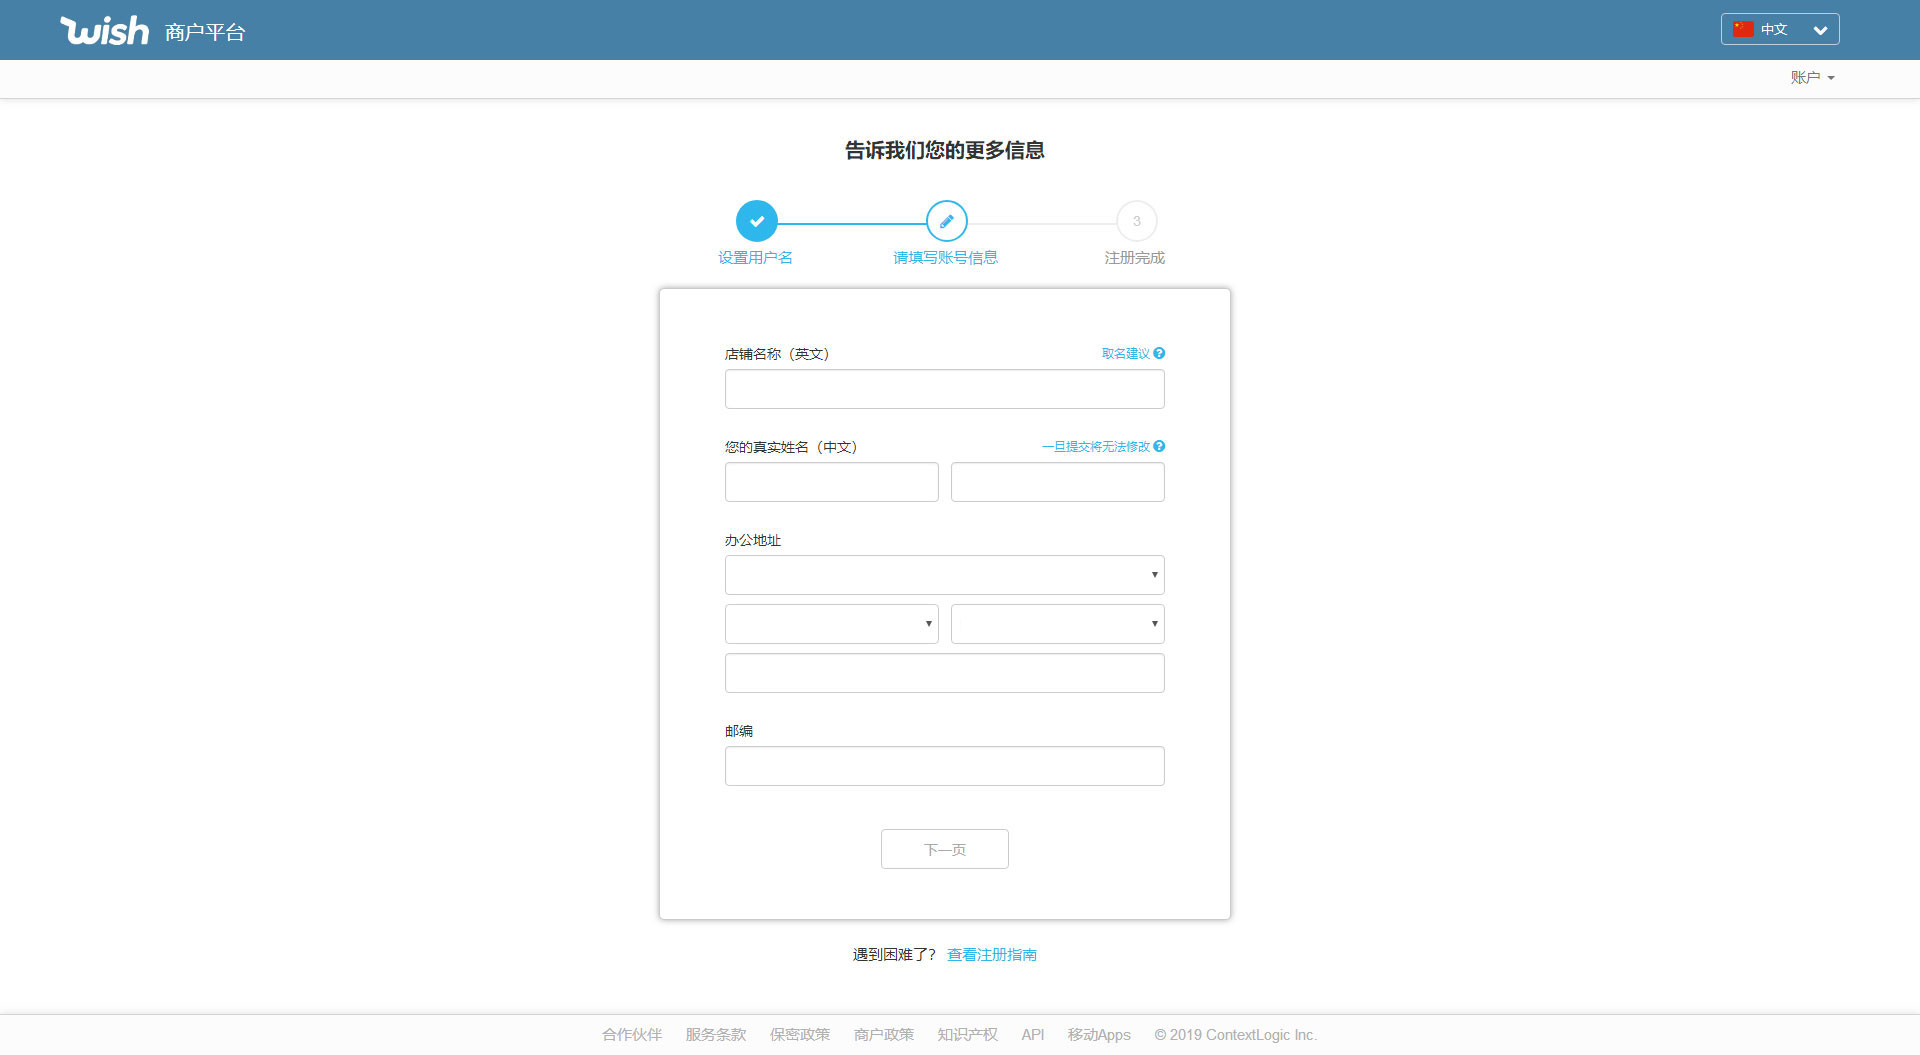 wish 商户平台
中文
账户
告诉我们您的更多信息
3
设置用户名 请填写账号信息 注册完成
店铺名称（英文） 取名建议 ?
您的真实姓名（中文） 一旦提交将无法修改 ?
办公地址
邮编
下一页
遇到困难了？ 查看注册指南
合作伙伴 服务条款 保密政策 商户政策 知识产权 API 移动Apps © 2019 ContextLogic Inc.